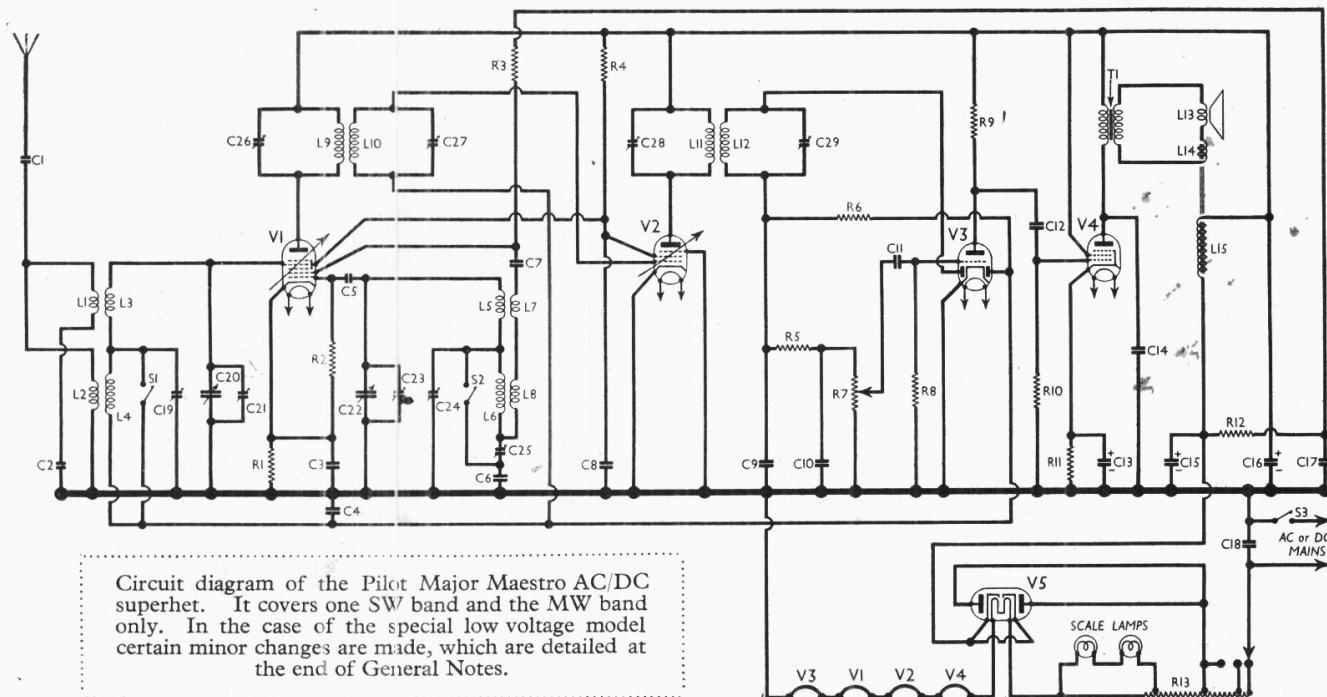 R3
R4
T1
C26
L9
L10
C27
C28
L11
L12
C29
R9
L13
L14
C1
V1
V2
R6
V3
C12
V4
L15
C11
C7
C5
L1
L3
L5
L7
C14
R5
R2
L2
L4
S1
C19
C20
C21
C22
C23
C24
S2
L6
L8
R7
R8
R10
C25
R12
C2
R1
C3
C6
C8
C9
C10
R11
+
C13
-
C15
+
-
C16
+
-
C17
C4
S3
C18
AC or DC
MAINS
Circuit diagram of the Pilot Major Maestro AC/DC
superhet. It covers one SW band and the MW band
only. In the case of the special low voltage model
certain minor changes are made, which are detailed at
the end of General Notes.
V5
SCALE LAMPS
V3
V1
V2
V4
R13